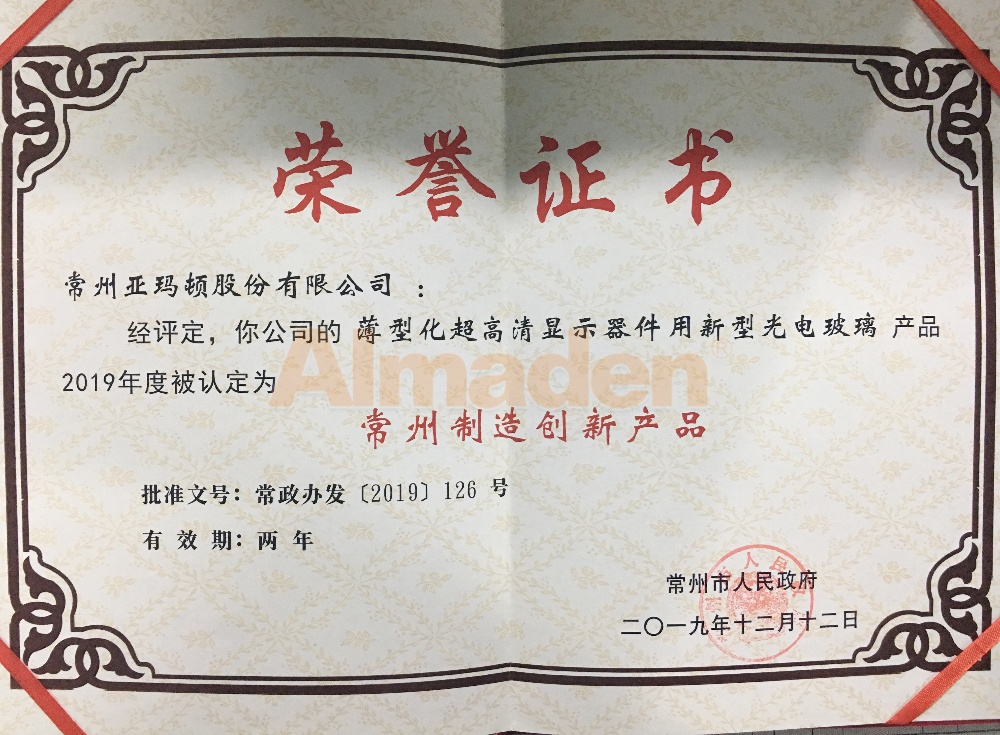 荣誉证书
常州亚玛顿股份有限公司：
经评定，你公司的 薄型化超高清显示器件用新型光电玻璃 产品
2019年度被认定为
Almaden
常州制造创新产品
批准文号：常政办发〔2019〕126 号
有 效 期：两 年
常州市人民政府
二〇一九年十二月十二日